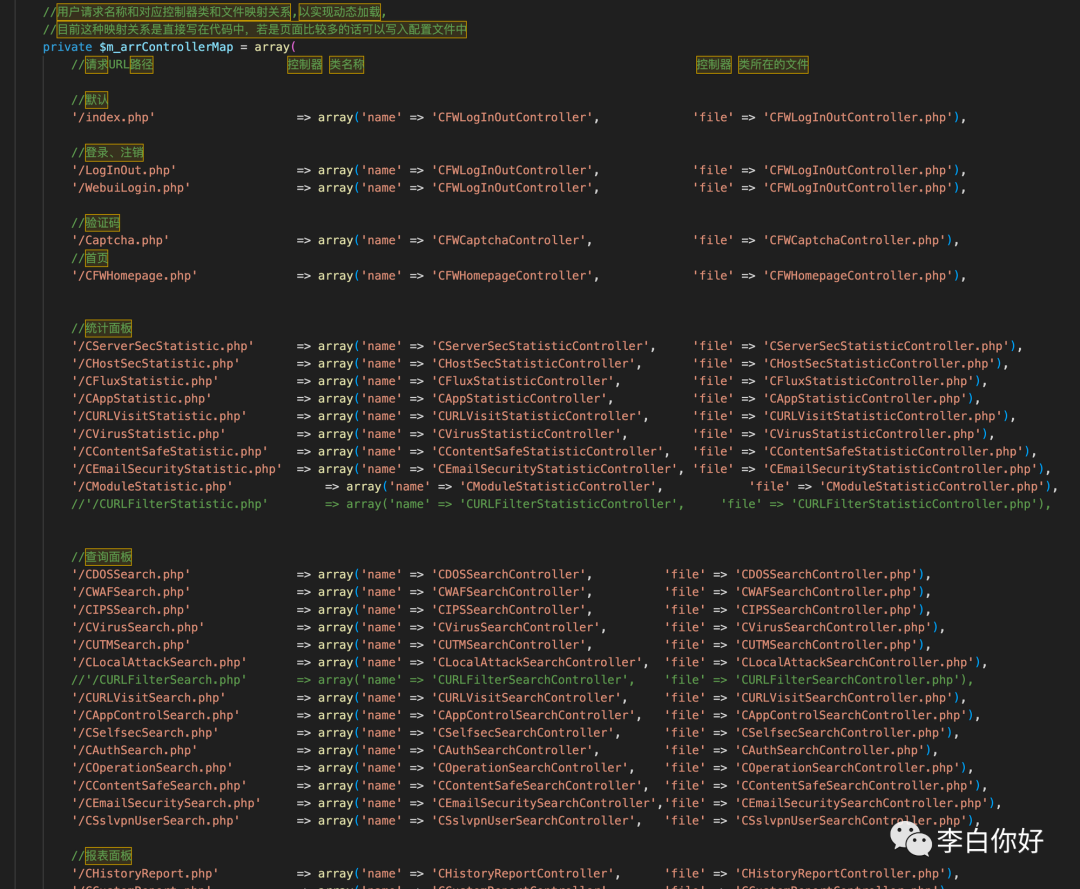 //用户请求名称和对应控制器类和文件映射关系,以实现动态加载,
//目前这种映射关系是直接写在代码中，若是页面比较多的话可以写入配置文件中
private $m_arrControllerMap = array(
//请求URL路径 控制器 类名称 控制器 类所在的文件
//默认
'/index.php' => array('name' => 'CFWLogInOutController', 'file' => 'CFWLogInOutController.php'),
//登录、注销
'/LogInOut.php' => array('name' => 'CFWLogInOutController', 'file' => 'CFWLogInOutController.php'),
'/WebuiLogin.php' => array('name' => 'CFWLogInOutController', 'file' => 'CFWLogInOutController.php'),
//验证码
'/Captcha.php' => array('name' => 'CFWCaptchaController', 'file' => 'CFWCaptchaController.php'),
//首页
'/CFWHomepage.php' => array('name' => 'CFWHomepageController', 'file' => 'CFWHomepageController.php'),
//统计面板
'/CServerSecStatistic.php' => array('name' => 'CServerSecStatisticController', 'file' => 'CServerSecStatisticController.php'),
'/CHostSecStatistic.php' => array('name' => 'CHostSecStatisticController', 'file' => 'CHostSecStatisticController.php'),
'/CFluxStatistic.php' => array('name' => 'CFluxStatisticController', 'file' => 'CFluxStatisticController.php'),
'/CAppStatistic.php' => array('name' => 'CAppStatisticController', 'file' => 'CAppStatisticController.php'),
'/CURLVisitStatistic.php' => array('name' => 'CURLVisitStatisticController', 'file' => 'CURLVisitStatisticController.php'),
'/CVirusStatistic.php' => array('name' => 'CVirusStatisticController', 'file' => 'CVirusStatisticController.php'),
'/CContentSafeStatistic.php' => array('name' => 'CContentSafeStatisticController', 'file' => 'CContentSafeStatisticController.php'),
'/CEmailSecurityStatistic.php' => array('name' => 'CEmailSecurityStatisticController', 'file' => 'CEmailSecurityStatisticController.php'),
'/CModuleStatistic.php' => array('name' => 'CModuleStatisticController', 'file' => 'CModuleStatisticController.php'),
//'/CURLFilterStatistic.php' => array('name' => 'CURLFilterStatisticController', 'file' => 'CURLFilterStatisticController.php'),
//查询面板
'/CDOSSearch.php' => array('name' => 'CDOSSearchController', 'file' => 'CDOSSearchController.php'),
'/CWAFSearch.php' => array('name' => 'CWAFSearchController', 'file' => 'CWAFSearchController.php'),
'/CIPSSearch.php' => array('name' => 'CIPSSearchController', 'file' => 'CIPSSearchController.php'),
'/CVirusSearch.php' => array('name' => 'CVirusSearchController', 'file' => 'CVirusSearchController.php'),
'/CUTMSearch.php' => array('name' => 'CUTMSearchController', 'file' => 'CUTMSearchController.php'),
'/CLocalAttackSearch.php' => array('name' => 'CLocalAttackSearchController', 'file' => 'CLocalAttackSearchController.php'),
//'/CURLFilterSearch.php' => array('name' => 'CURLFilterSearchController', 'file' => 'CURLFilterSearchController.php'),
'/CURLVisitSearch.php' => array('name' => 'CURLVisitSearchController', 'file' => 'CURLVisitSearchController.php'),
'/CAppControlSearch.php' => array('name' => 'CAppControlSearchController', 'file' => 'CAppControlSearchController.php'),
'/CSelfsecSearch.php' => array('name' => 'CSelfsecSearchController', 'file' => 'CSelfsecSearchController.php'),
'/CAuthSearch.php' => array('name' => 'CAuthSearchController', 'file' => 'CAuthSearchController.php'),
'/COperationSearch.php' => array('name' => 'COperationSearchController', 'file' => 'COperationSearchController.php'),
'/CContentSafeSearch.php' => array('name' => 'CContentSafeSearchController', 'file' => 'CContentSafeSearchController.php'),
'/CEmailSecuritySearch.php' => array('name' => 'CEmailSecuritySearchController','file' => 'CEmailSecuritySearchController.php'),
'/CSslvpnUserSearch.php' => array('name' => 'CSslvpnUserSearchController', 'file' => 'CSslvpnUserSearchController.php'),
李白你好
//报表面板
'/CHistoryReport.php' => array('name' => 'CHistoryReportController', 'file' => 'CHistoryReportController.php'),